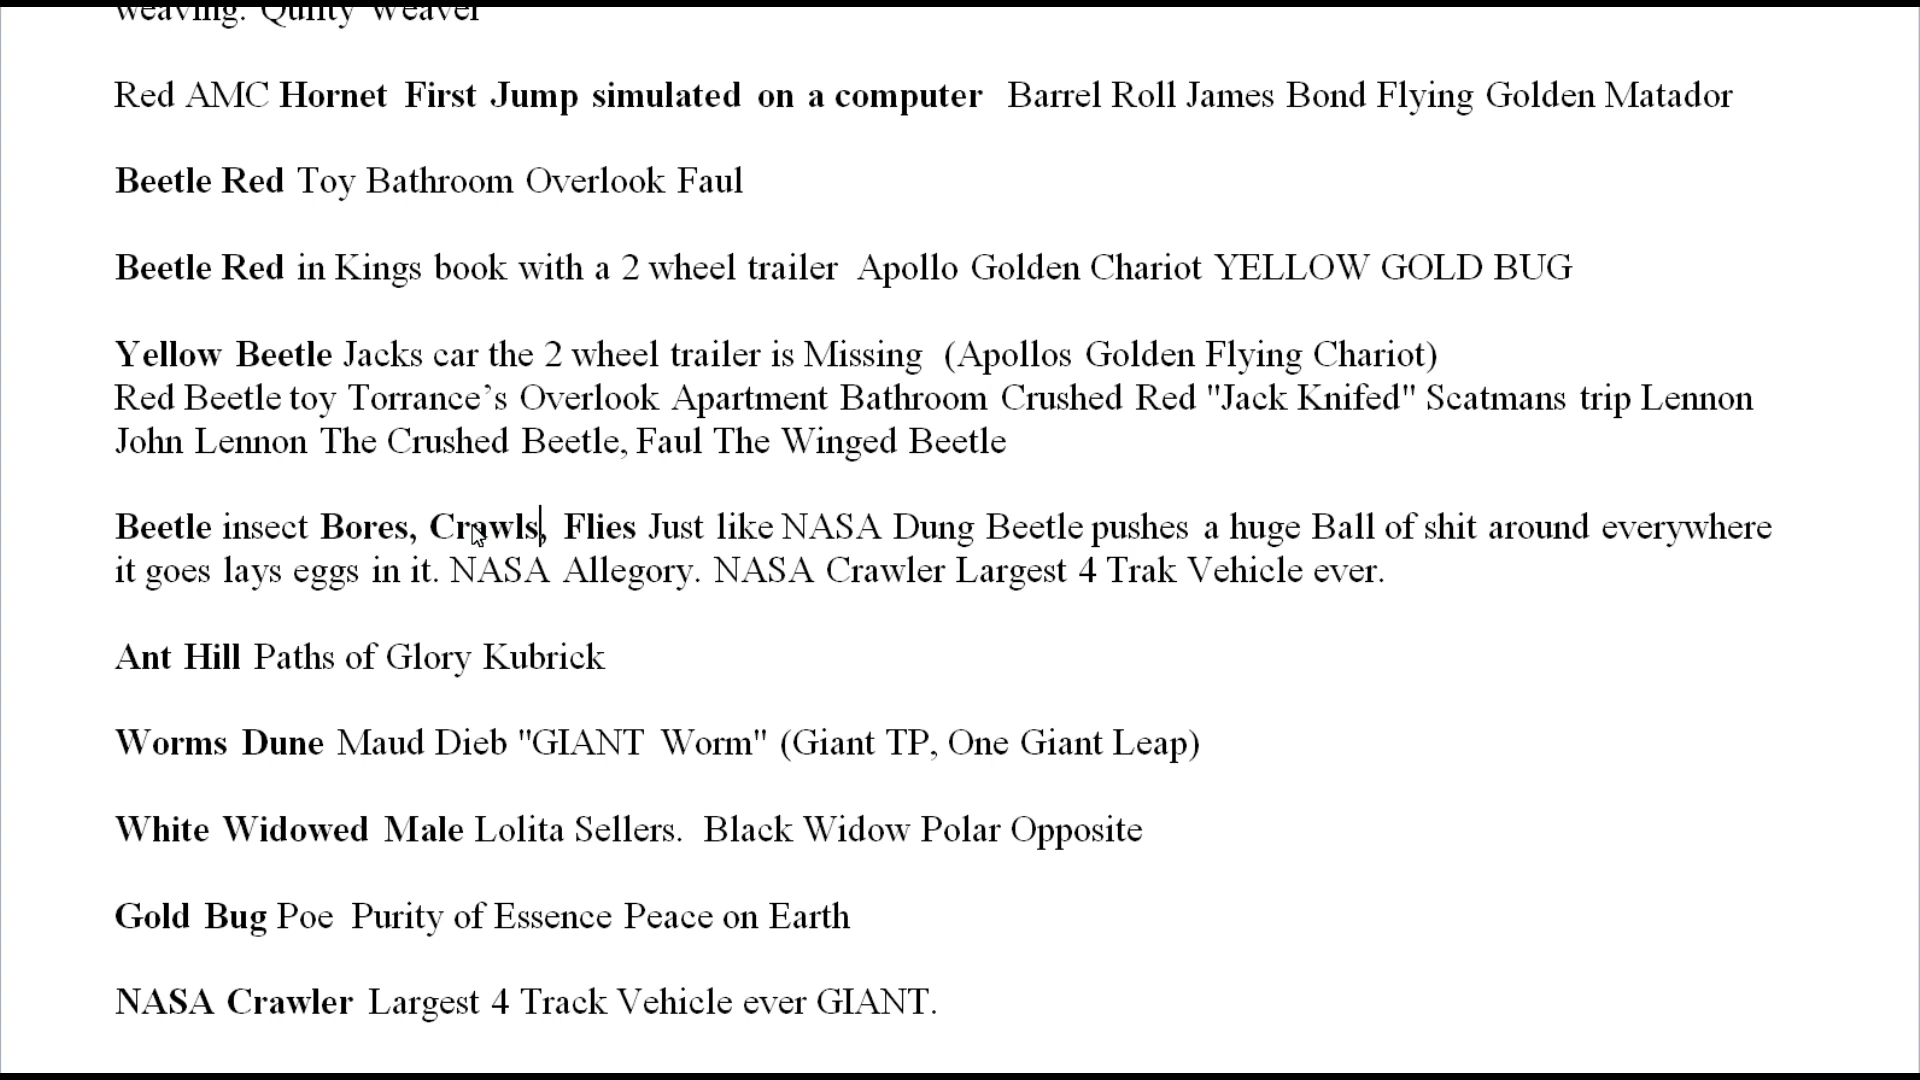 weaving. Quilty Weaver
Red AMC Hornet First Jump simulated on a computer Barrel Roll James Bond Flying Golden Matador
Beetle Red Toy Bathroom Overlook Faul
Beetle Red in Kings book with a 2 wheel trailer Apollo Golden Chariot YELLOW GOLD BUG
Yellow Beetle Jacks car the 2 wheel trailer is Missing (Apollos Golden Flying Chariot)
Red Beetle toy Torrance’s Overlook Apartment Bathroom Crushed Red "Jack Knifed" Scatmans trip Lennon
John Lennon The Crushed Beetle, Faul The Winged Beetle
Beetle insect Bores, Crawls, Flies Just like NASA Dung Beetle pushes a huge Ball of shit around everywhere
it goes lays eggs in it. NASA Allegory. NASA Crawler Largest 4 Trak Vehicle ever.
Ant Hill Paths of Glory Kubrick
Worms Dune Maud Dieb "GIANT Worm" (Giant TP, One Giant Leap)
White Widowed Male Lolita Sellers. Black Widow Polar Opposite
Gold Bug Poe Purity of Essence Peace on Earth
NASA Crawler Largest 4 Track Vehicle ever GIANT.